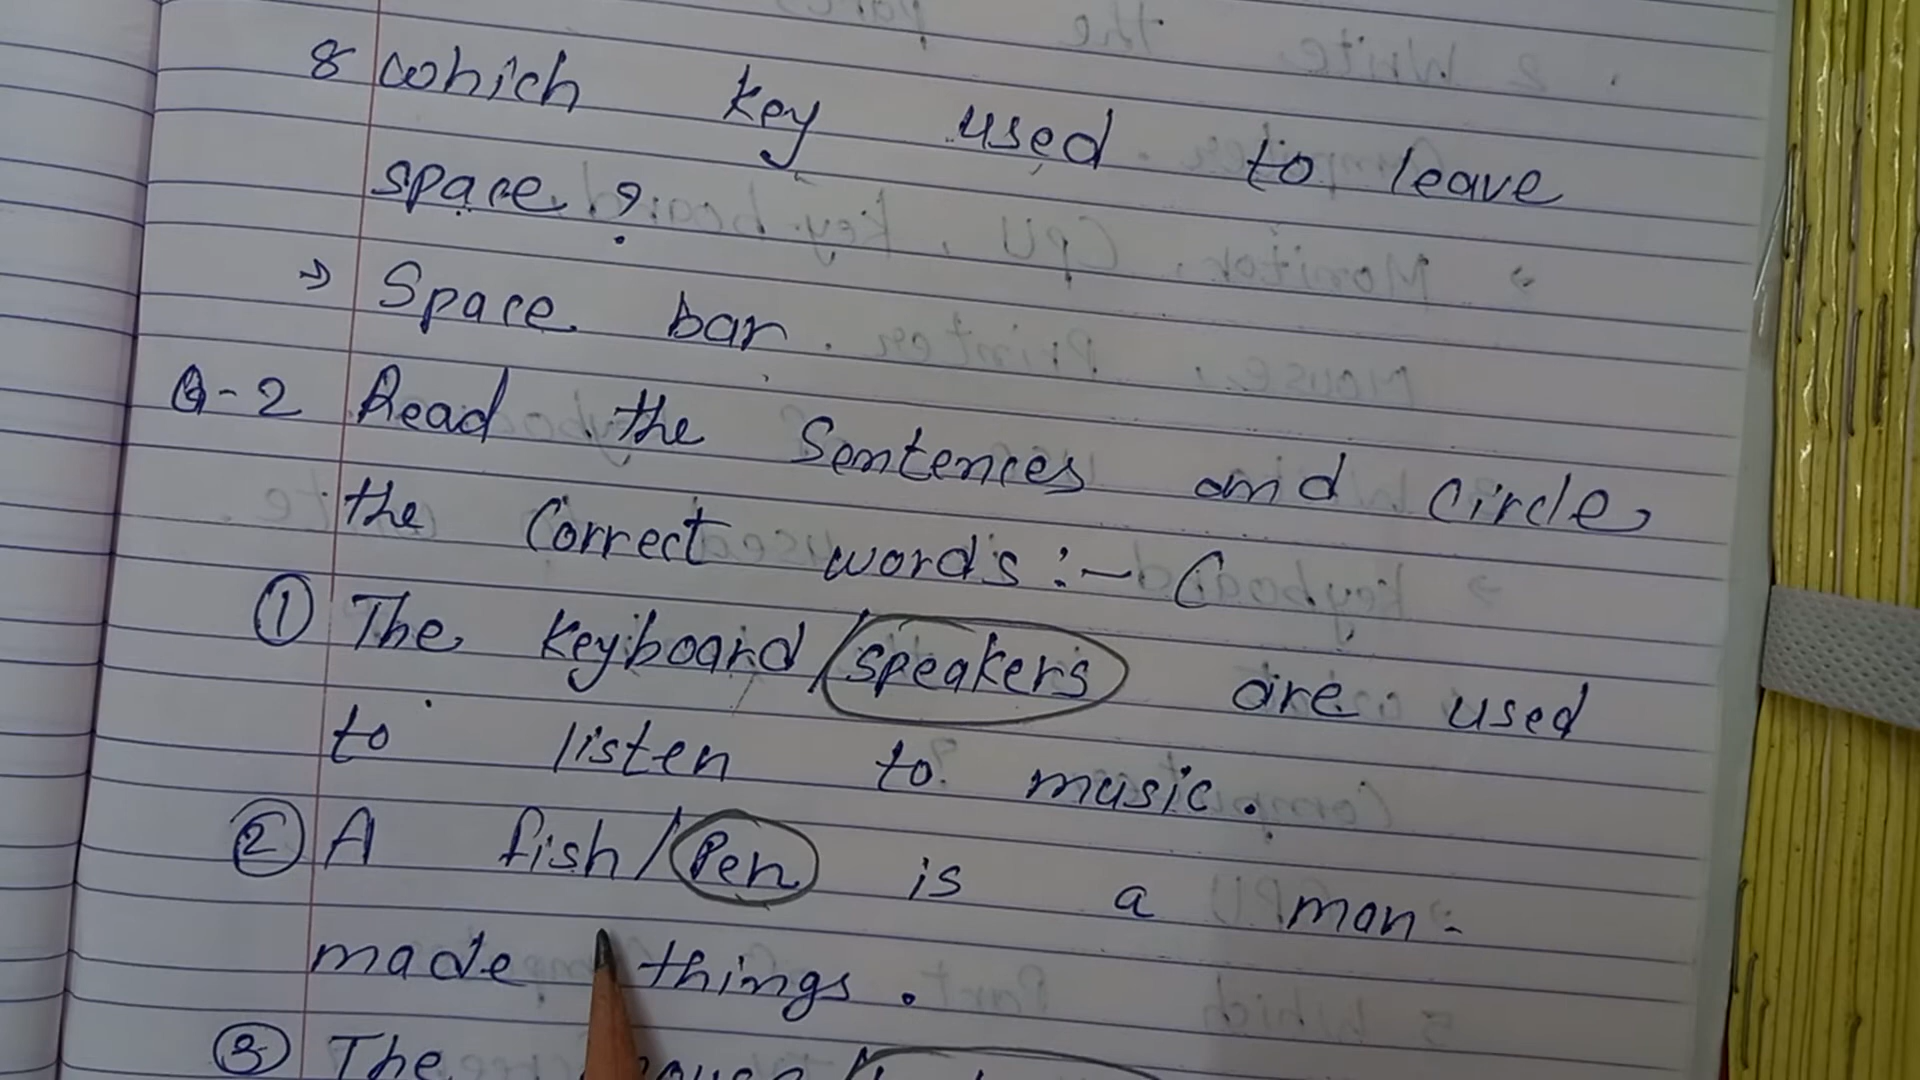 8 which key used to leave
space ?
→ Space bar.
Q-2 Read the Sentences and circle
the Correct words :- (
① The keyboard/speakers are used
to listen to music.
② A fish/Pen is a man-
made things.
③ The